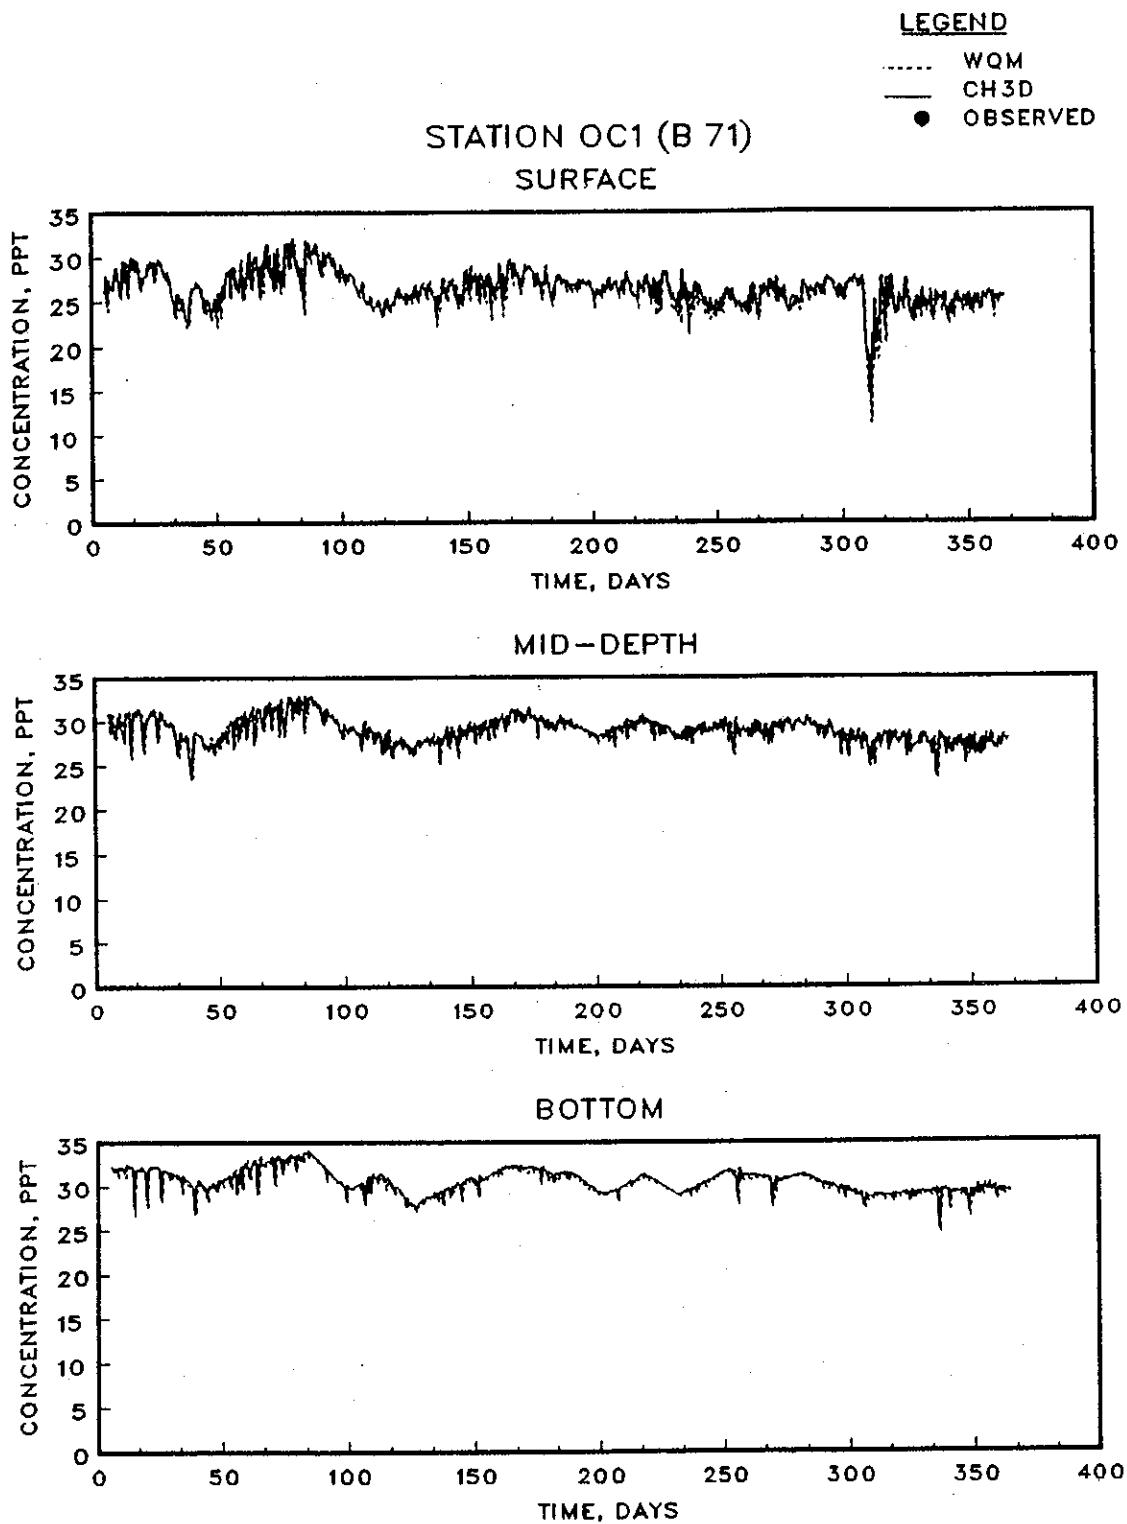 LEGEND
WQM
CH3D
OBSERVED
STATION OC1 (B 71)
SURFACE
CONCENTRATION, PPT
35
30
25
20
15
10
5
0
0 50 100 150 200 250 300 350 400
TIME, DAYS
MID-DEPTH
CONCENTRATION, PPT
35
30
25
20
15
10
5
0
0 50 100 150 200 250 300 350 400
TIME, DAYS
BOTTOM
CONCENTRATION, PPT
35
30
25
20
15
10
5
0
0 50 100 150 200 250 300 350 400
TIME, DAYS